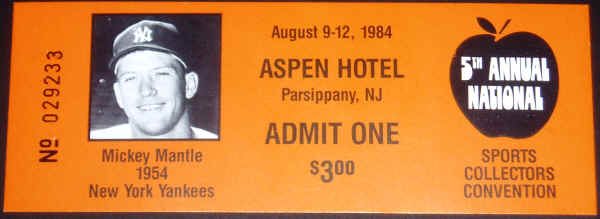 Nº 029233
NY
Mickey Mantle
1954
New York Yankees
August 9-12, 1984
ASPEN HOTEL
Parsippany, NJ
ADMIT ONE
$3.00
5TH ANNUAL
NATIONAL
SPORTS
COLLECTORS
CONVENTION